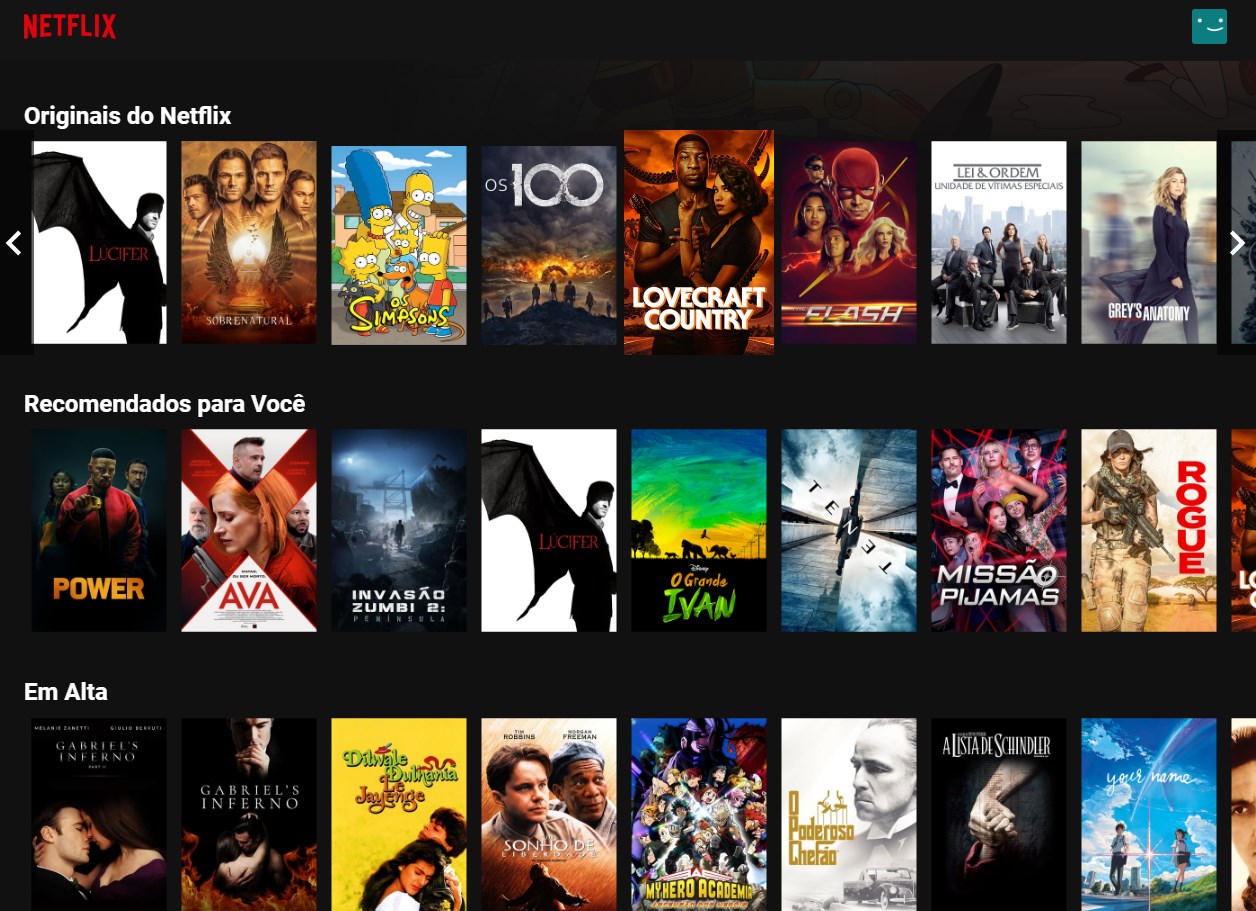 NETFLIX
Originais do Netflix
LUCIFER
SOBRENATURAL
OS
SIMPSONS
OS 100
LOVECRAFT
COUNTRY
FLASH
LEI & ORDEM
UNIDADE DE VÍTIMAS ESPECIAIS
GREY'S ANATOMY
Recomendados para Você
POWER
AVA
INVASÃO
ZUMBI 2:
PENÍNSULA
LUCIFER
Disney
O Grande
IVAN
TENET
MISSÃO
PIJAMAS
ROGUE
Em Alta
MELANIE ZANETTI GIULIO BERRUTI
GABRIEL'S
INFERNO
PART II
GABRIEL'S
INFERNO
Dilwale
Dulhania
Le
Jayenge
TIM
ROBBINS
MORGAN
FREEMAN
SONHO DE
LIBERDADE
MY HERO ACADEMIA
O
Poderoso
Chefão
A LISTA DE SCHINDLER
your name